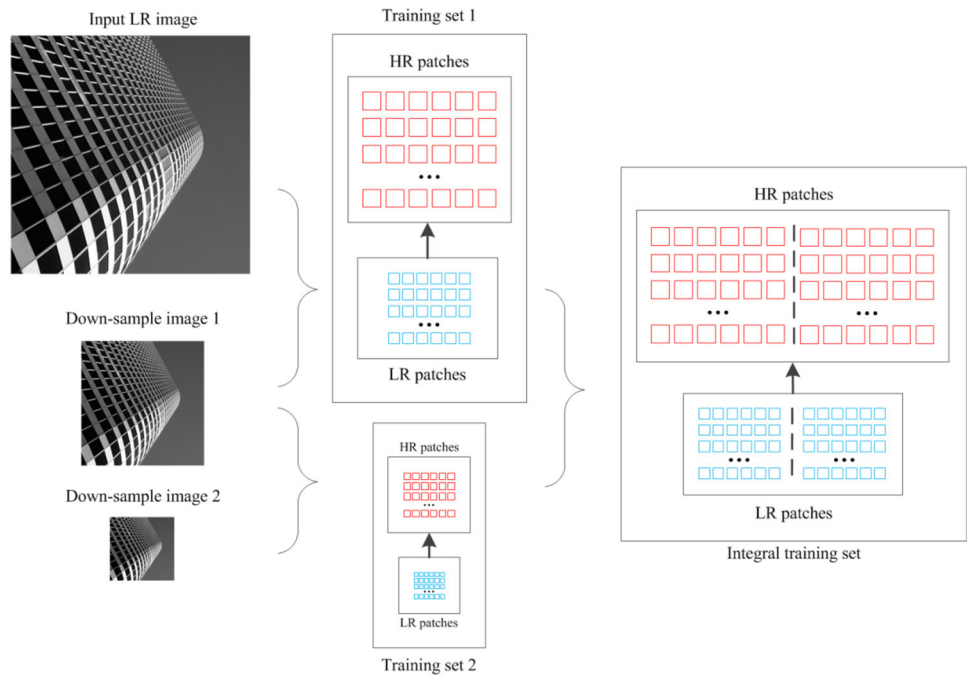 Input LR image
Down-sample image 1
Down-sample image 2
Training set 1
HR patches
...
...
LR patches
HR patches
...
...
LR patches
Training set 2
HR patches
... ...
... ...
LR patches
Integral training set